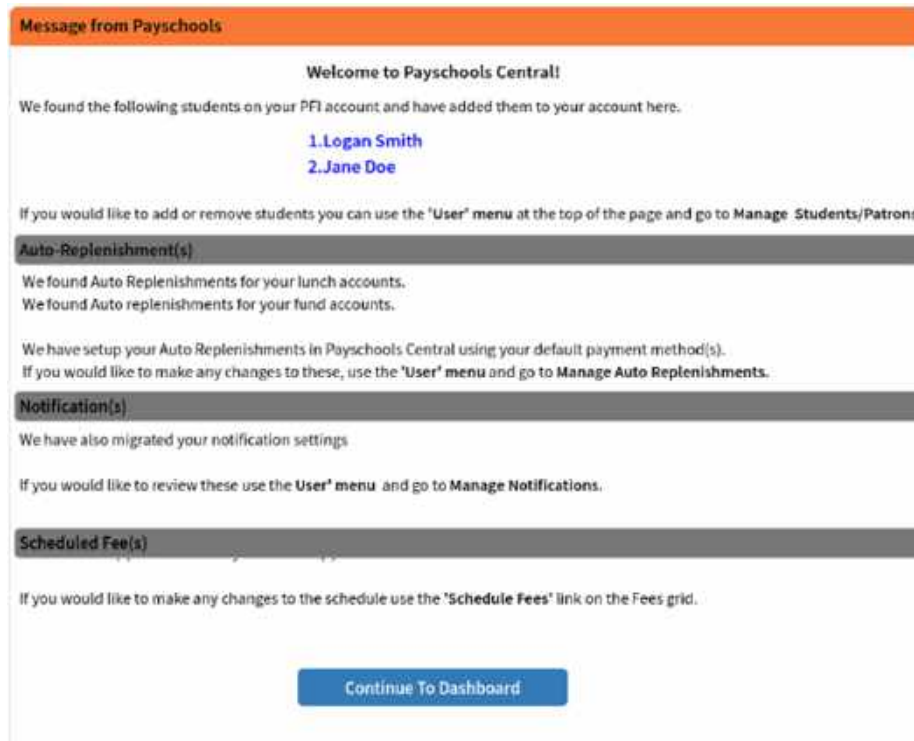 Message from Payschools
Welcome to Payschools Central!
We found the following students on your PFI account and have added them to your account here.
1.Logan Smith
2.Jane Doe
If you would like to add or remove students you can use the 'User' menu at the top of the page and go to Manage Students/Patrons
Auto-Replenishment(s)
We found Auto Replenishments for your lunch accounts.
We found Auto replenishments for your fund accounts.
We have setup your Auto Replenishments in Payschools Central using your default payment method(s).
If you would like to make any changes to these, use the 'User' menu and go to Manage Auto Replenishments.
Notification(s)
We have also migrated your notification settings
If you would like to review these use the User' menu and go to Manage Notifications.
Scheduled Fee(s)
If you would like to make any changes to the schedule use the 'Schedule Fees' link on the Fees grid.
Continue To Dashboard